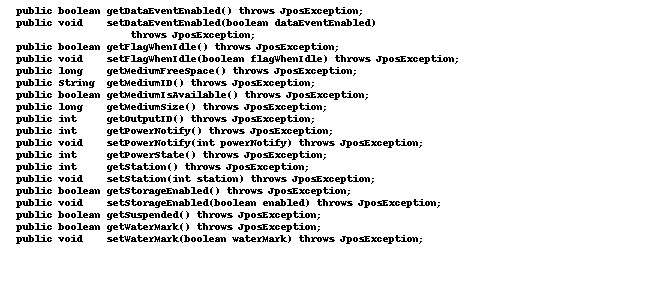 public boolean getDataEventEnabled() throws JposException;
public void    setDataEventEnabled(boolean dataEventEnabled)
                   throws JposException;
public boolean getFlagWhenIdle() throws JposException;
public void    setFlagWhenIdle(boolean flagWhenIdle) throws JposException;
public long    getMediumFreeSpace() throws JposException;
public String  getMediumID() throws JposException;
public boolean getMediumIsAvailable() throws JposException;
public long    getMediumSize() throws JposException;
public int     getOutputID() throws JposException;
public int     getPowerNotify() throws JposException;
public void    setPowerNotify(int powerNotify) throws JposException;
public int     getPowerState() throws JposException;
public int     getStation() throws JposException;
public void    setStation(int station) throws JposException;
public boolean getStorageEnabled() throws JposException;
public void    setStorageEnabled(boolean enabled) throws JposException;
public boolean getSuspended() throws JposException;
public boolean getWaterMark() throws JposException;
public void    setWaterMark(boolean waterMark) throws JposException;